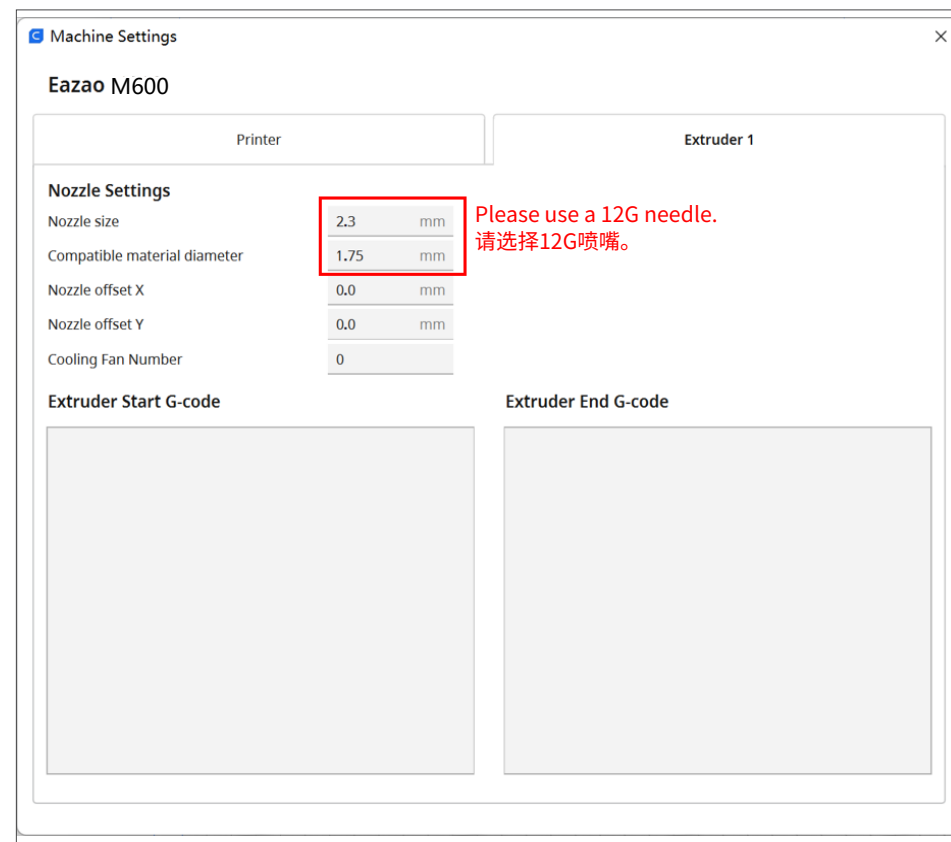 Machine Settings
Eazao M600
Printer
Extruder 1
Nozzle Settings
Nozzle size 2.3 mm
Please use a 12G needle.
请选择12G喷嘴。
Compatible material diameter 1.75 mm
Nozzle offset X 0.0 mm
Nozzle offset Y 0.0 mm
Cooling Fan Number 0
Extruder Start G-code
Extruder End G-code